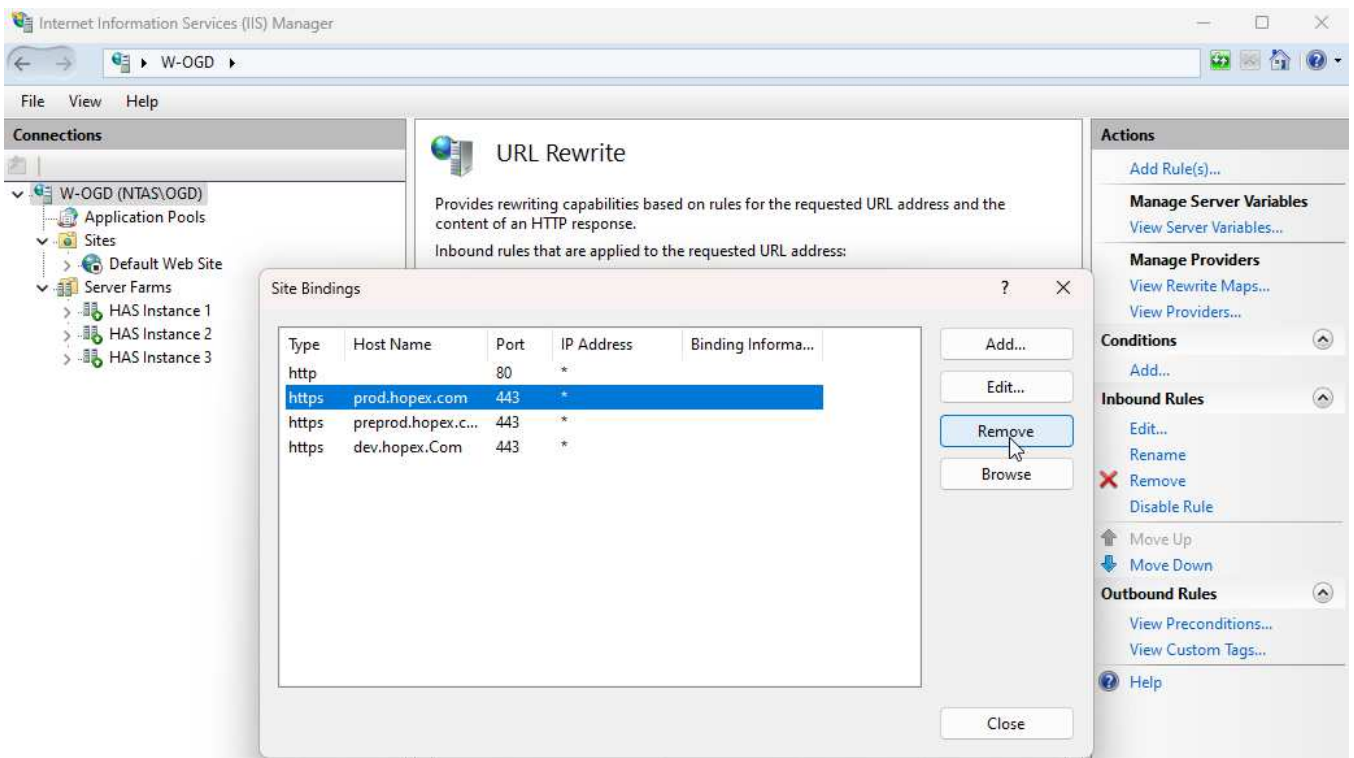 Internet Information Services (IIS) Manager
W-OGD
File View Help
Connections
W-OGD (NTAS\OGD)
Application Pools
Sites
Default Web Site
Server Farms
HAS Instance 1
HAS Instance 2
HAS Instance 3
URL Rewrite
Provides rewriting capabilities based on rules for the requested URL address and the
content of an HTTP response.
Inbound rules that are applied to the requested URL address:
Site Bindings
Type Host Name Port IP Address Binding Informa...
http 80 *
https prod.hopex.com 443 *
https preprod.hopex.c... 443 *
https dev.hopex.Com 443 *
Add...
Edit...
Remove
Browse
Close
Actions
Add Rule(s)...
Manage Server Variables
View Server Variables...
Manage Providers
View Rewrite Maps...
View Providers...
Conditions
Add...
Inbound Rules
Edit...
Rename
Remove
Disable Rule
Move Up
Move Down
Outbound Rules
View Preconditions...
View Custom Tags...
Help